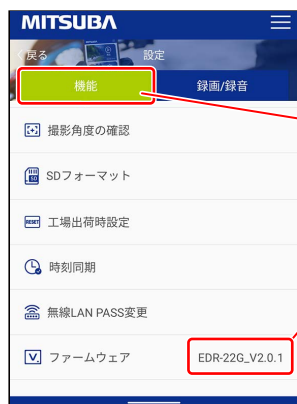 MITSUBA
戻る
設定
機能
録画/録音
撮影角度の確認
SD
SDフォーマット
RESET
工場出荷時設定
時刻同期
無線LAN PASS変更
V.
ファームウェア
EDR-22G_V2.0.1